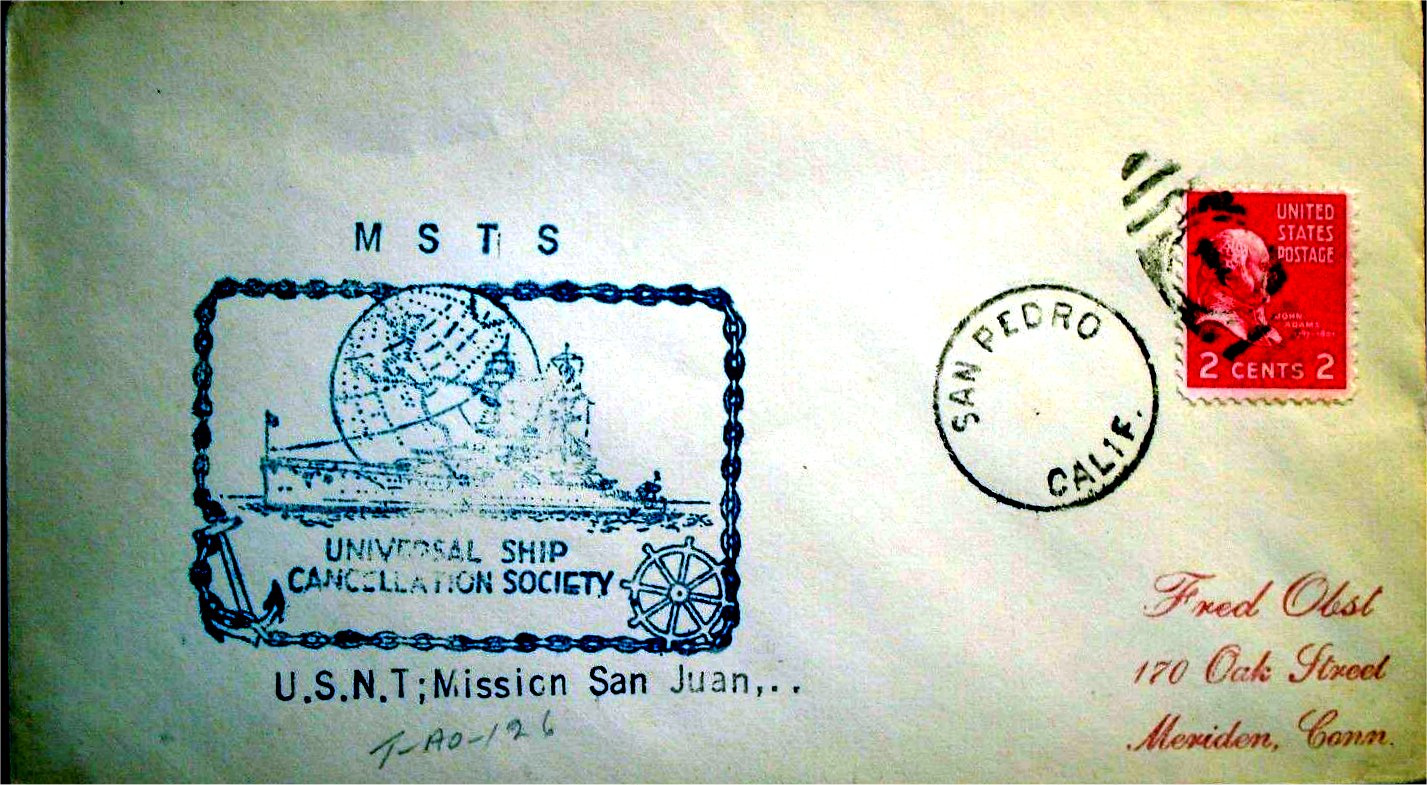 M S T S
UNIVERSAL SHIP
CANCELLATION SOCIETY
U.S.N.T; Mission San Juan,..
T-AO-126
SAN PEDRO
CALIF.
UNITED
STATES
POSTAGE
JOHN
ADAMS
2 CENTS 2
Fred Obst
170 Oak Street
Meriden, Conn.